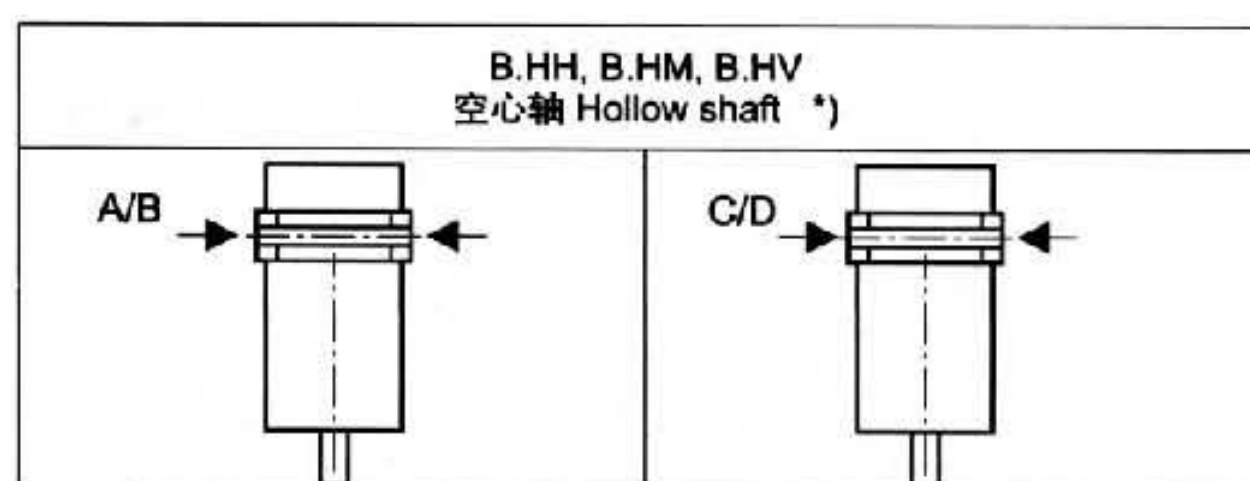 B.HH, B.HM, B.HV
空心轴 Hollow shaft *)
A/B
C/D